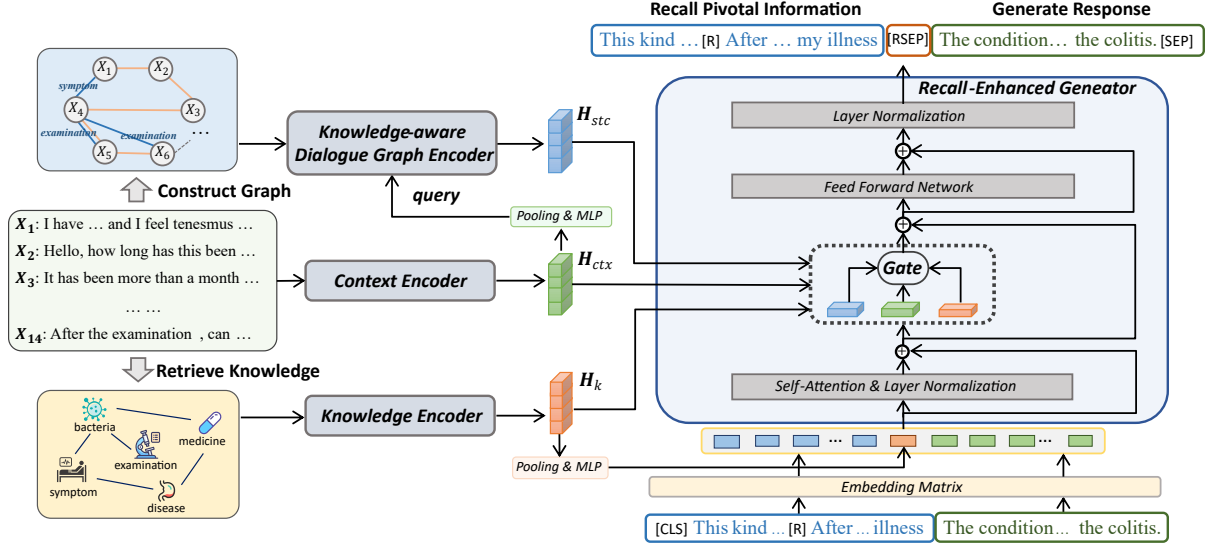 Recall Pivotal Information
Generate Response
This kind … [R] After … my illness
[RSEP]
The condition… the colitis. [SEP]
X1
X2
symptom
X4
X3
examination
examination
…
X5
X6
Construct Graph
Knowledge-aware
Dialogue Graph Encoder
H_stc
query
Pooling & MLP
X1: I have … and I feel tenesmus …
X2: Hello, how long has this been …
X3: It has been more than a month …
… …
X14: After the examination , can …
Context Encoder
H_ctx
Retrieve Knowledge
bacteria
medicine
examination
symptom
disease
Knowledge Encoder
H_k
Pooling & MLP
Recall-Enhanced Geneator
Layer Normalization
Feed Forward Network
Gate
Self-Attention & Layer Normalization
…
…
Embedding Matrix
[CLS] This kind … [R] After … illness
The condition… the colitis.